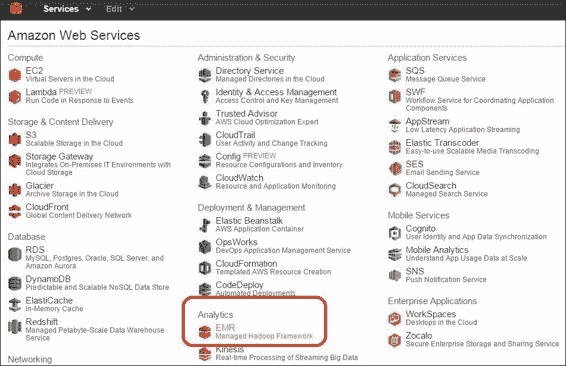 Services Edit
Amazon Web Services
Compute
EC2
Virtual Servers in the Cloud
Lambda PREVIEW
Run Code in Response to Events
Storage & Content Delivery
S3
Scalable Storage in the Cloud
Storage Gateway
Integrates On-Premises IT Environments with
Cloud Storage
Glacier
Archive Storage in the Cloud
CloudFront
Global Content Delivery Network
Database
RDS
MySQL, Postgres, Oracle, SQL Server, and
Amazon Aurora
DynamoDB
Predictable and Scalable NoSQL Data Store
ElastiCache
In-Memory Cache
Redshift
Managed Petabyte-Scale Data Warehouse
Service
Networking
Administration & Security
Directory Service
Managed Directories in the Cloud
Identity & Access Management
Access Control and Key Management
Trusted Advisor
AWS Cloud Optimization Expert
CloudTrail
User Activity and Change Tracking
Config PREVIEW
Resource Configurations and Inventory
CloudWatch
Resource and Application Monitoring
Deployment & Management
Elastic Beanstalk
AWS Application Container
OpsWorks
DevOps Application Management Service
CloudFormation
Templated AWS Resource Creation
CodeDeploy
Automated Deployments
Analytics
EMR
Managed Hadoop Framework
Kinesis
Real-time Processing of Streaming Big Data
Application Services
SQS
Message Queue Service
SWF
Workflow Service for Coordinating Application
Components
AppStream
Low Latency Application Streaming
Elastic Transcoder
Easy-to-use Scalable Media Transcoding
SES
Email Sending Service
CloudSearch
Managed Search Service
Mobile Services
Cognito
User Identity and App Data Synchronization
Mobile Analytics
Understand App Usage Data at Scale
SNS
Push Notification Service
Enterprise Applications
WorkSpaces
Desktops in the Cloud
Zocalo
Secure Enterprise Storage and Sharing Service